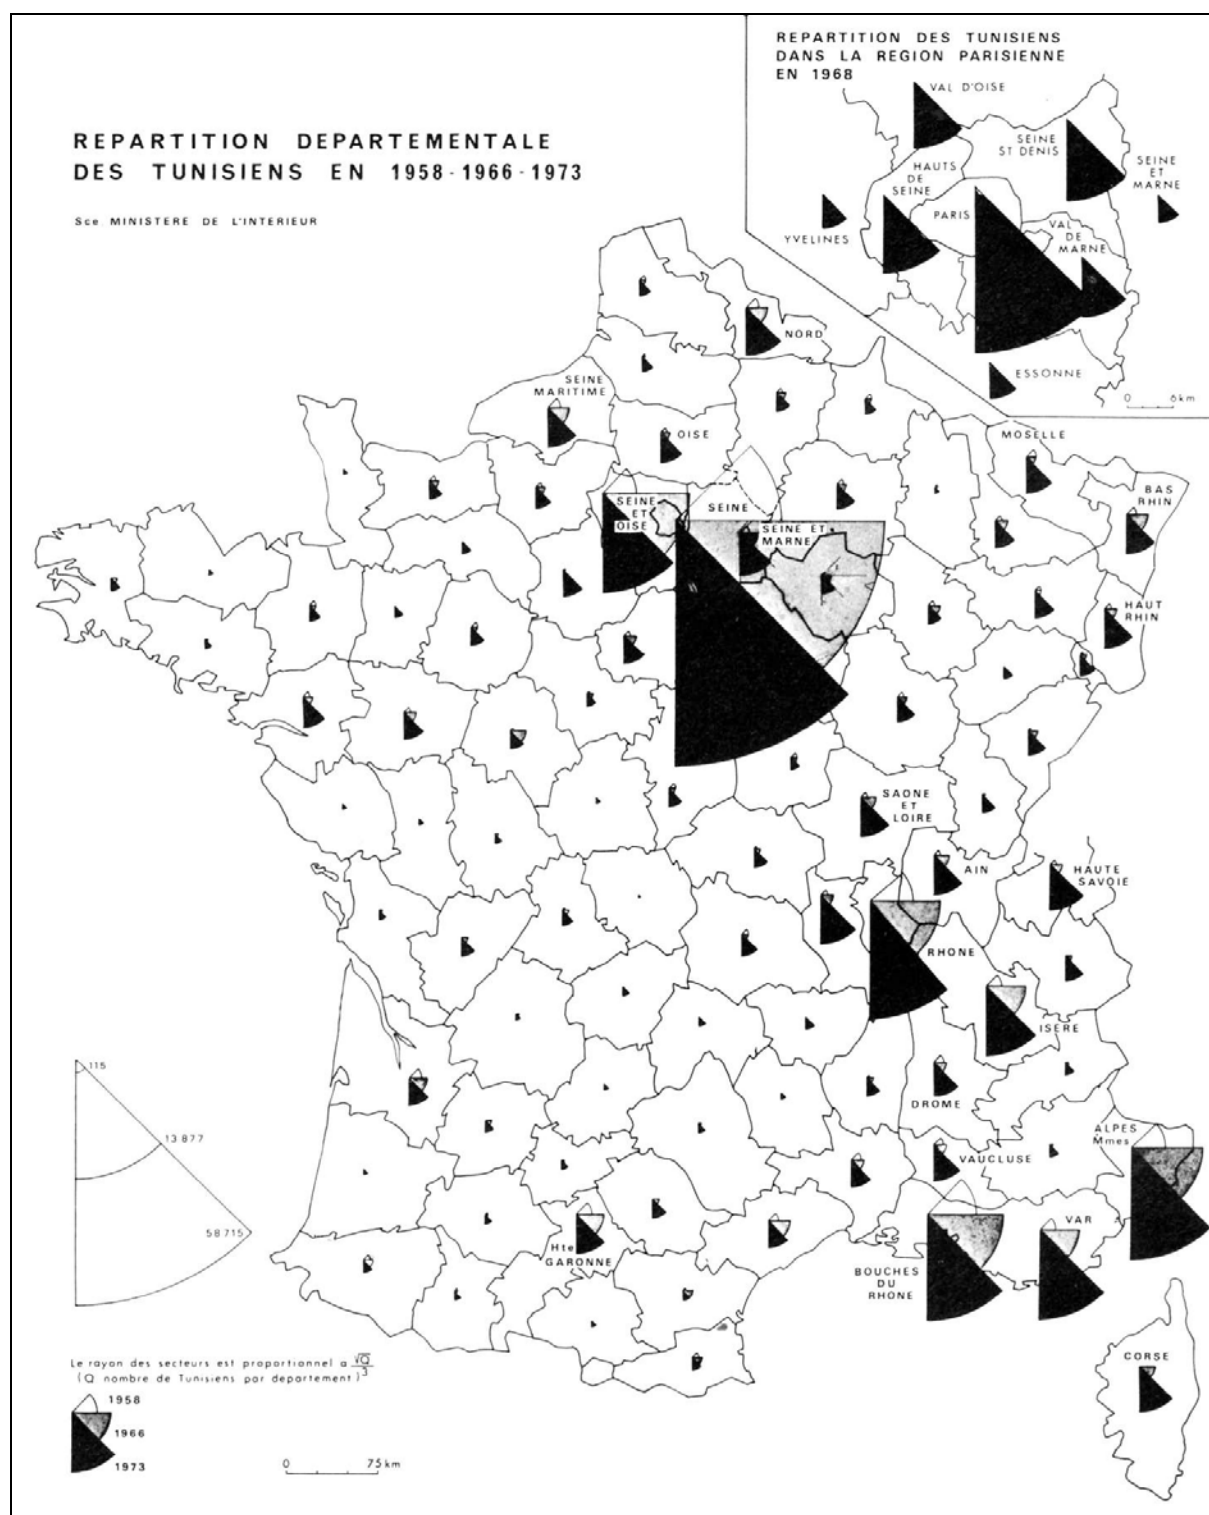 REPARTITION DES TUNISIENS
DANS LA REGION PARISIENNE
EN 1968
VAL D'OISE
SEINE
ST DENIS
SEINE
ET
MARNE
HAUTS
DE
SEINE
PARIS
VAL
DE
MARNE
YVELINES
ESSONNE
0 6km
REPARTITION DEPARTEMENTALE
DES TUNISIENS EN 1958-1966-1973
Sce MINISTERE DE L'INTERIEUR
NORD
SEINE
MARITIME
OISE
MOSELLE
BAS
RHIN
SEINE
ET
OISE
SEINE
SEINE ET
MARNE
HAUT
RHIN
SAONE
ET
LOIRE
AIN
HAUTE
SAVOIE
RHONE
ISERE
DROME
ALPES
Mmes
VAUCLUSE
VAR
Hte
GARONNE
BOUCHES
DU
RHONE
CORSE
115
13 877
58 715
Le rayon des secteurs est proportionnel a √Q/3
(Q nombre de Tunisiens par departement)
1958
1966
1973
0 75km